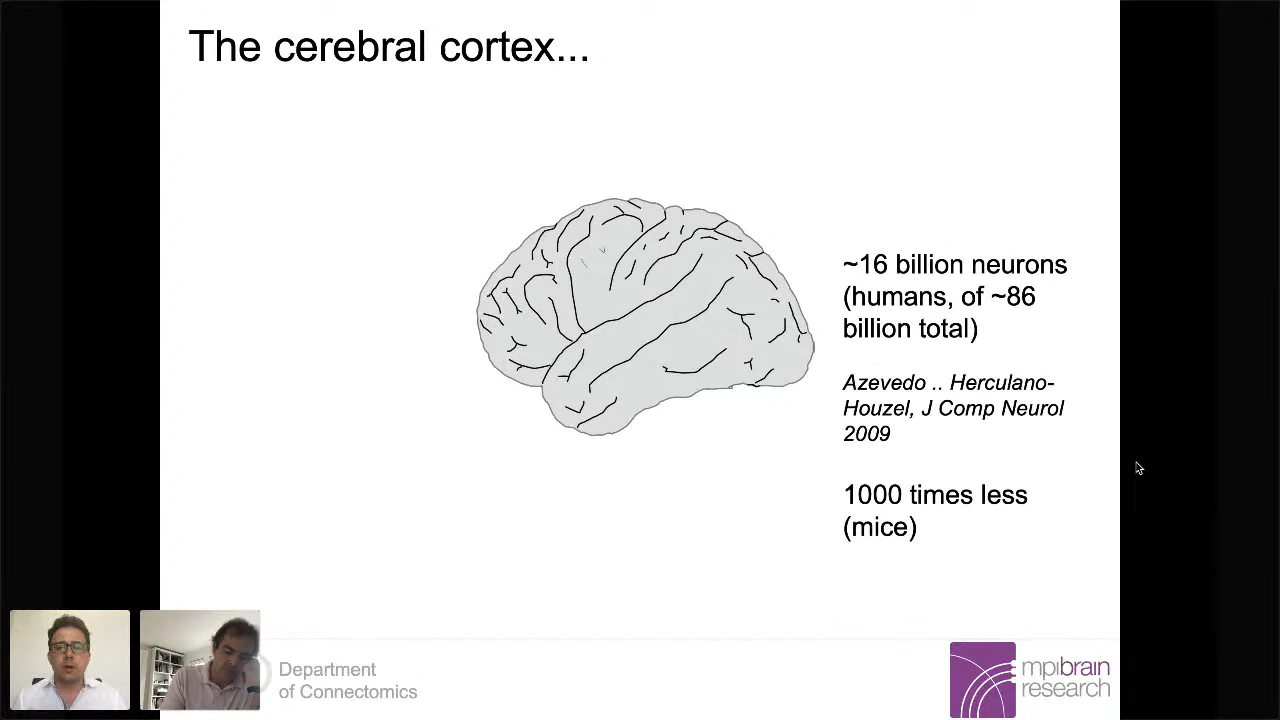 The cerebral cortex...
~16 billion neurons
(humans, of ~86
billion total)
Azevedo .. Herculano-
Houzel, J Comp Neurol
2009
1000 times less
(mice)
Department
of Connectomics
mpibrain
research